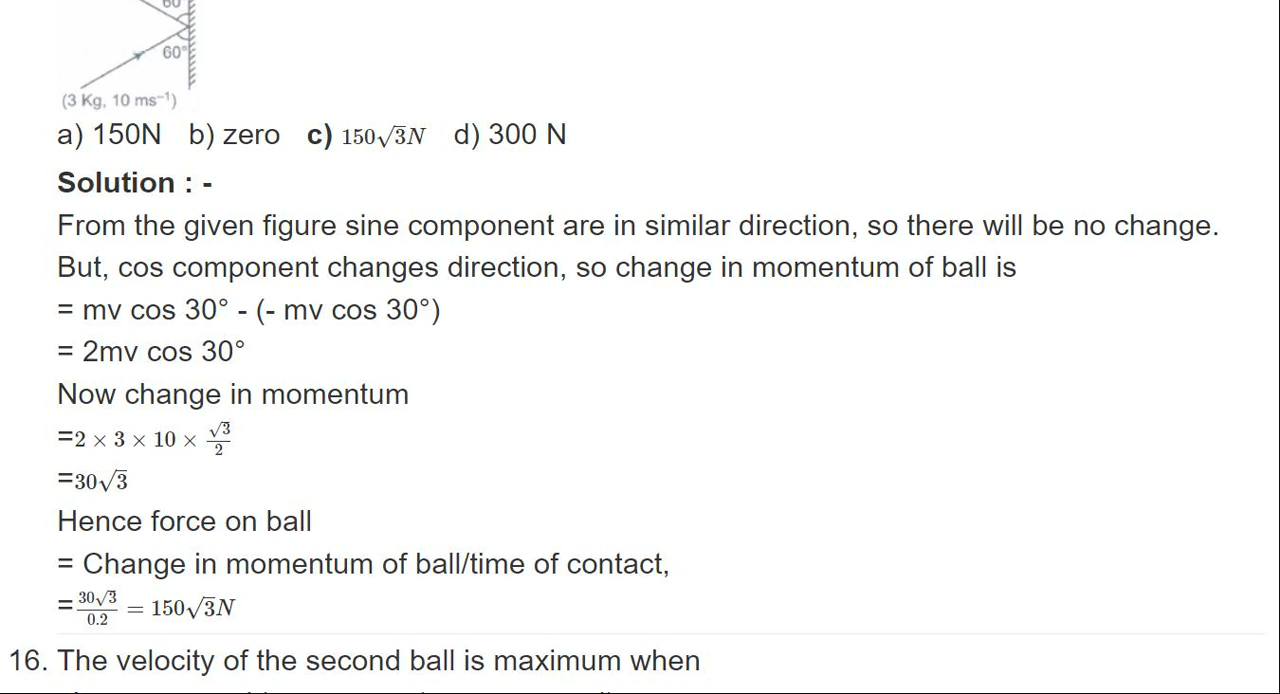 60
60°
(3 Kg, 10 ms⁻¹)
a) 150N b) zero c) 150√3N d) 300 N
Solution : -
From the given figure sine component are in similar direction, so there will be no change.
But, cos component changes direction, so change in momentum of ball is
= mv cos 30° - (- mv cos 30°)
= 2mv cos 30°
Now change in momentum
=2 × 3 × 10 × √3/2
=30√3
Hence force on ball
= Change in momentum of ball/time of contact,
=30√3/0.2 = 150√3N
16. The velocity of the second ball is maximum when